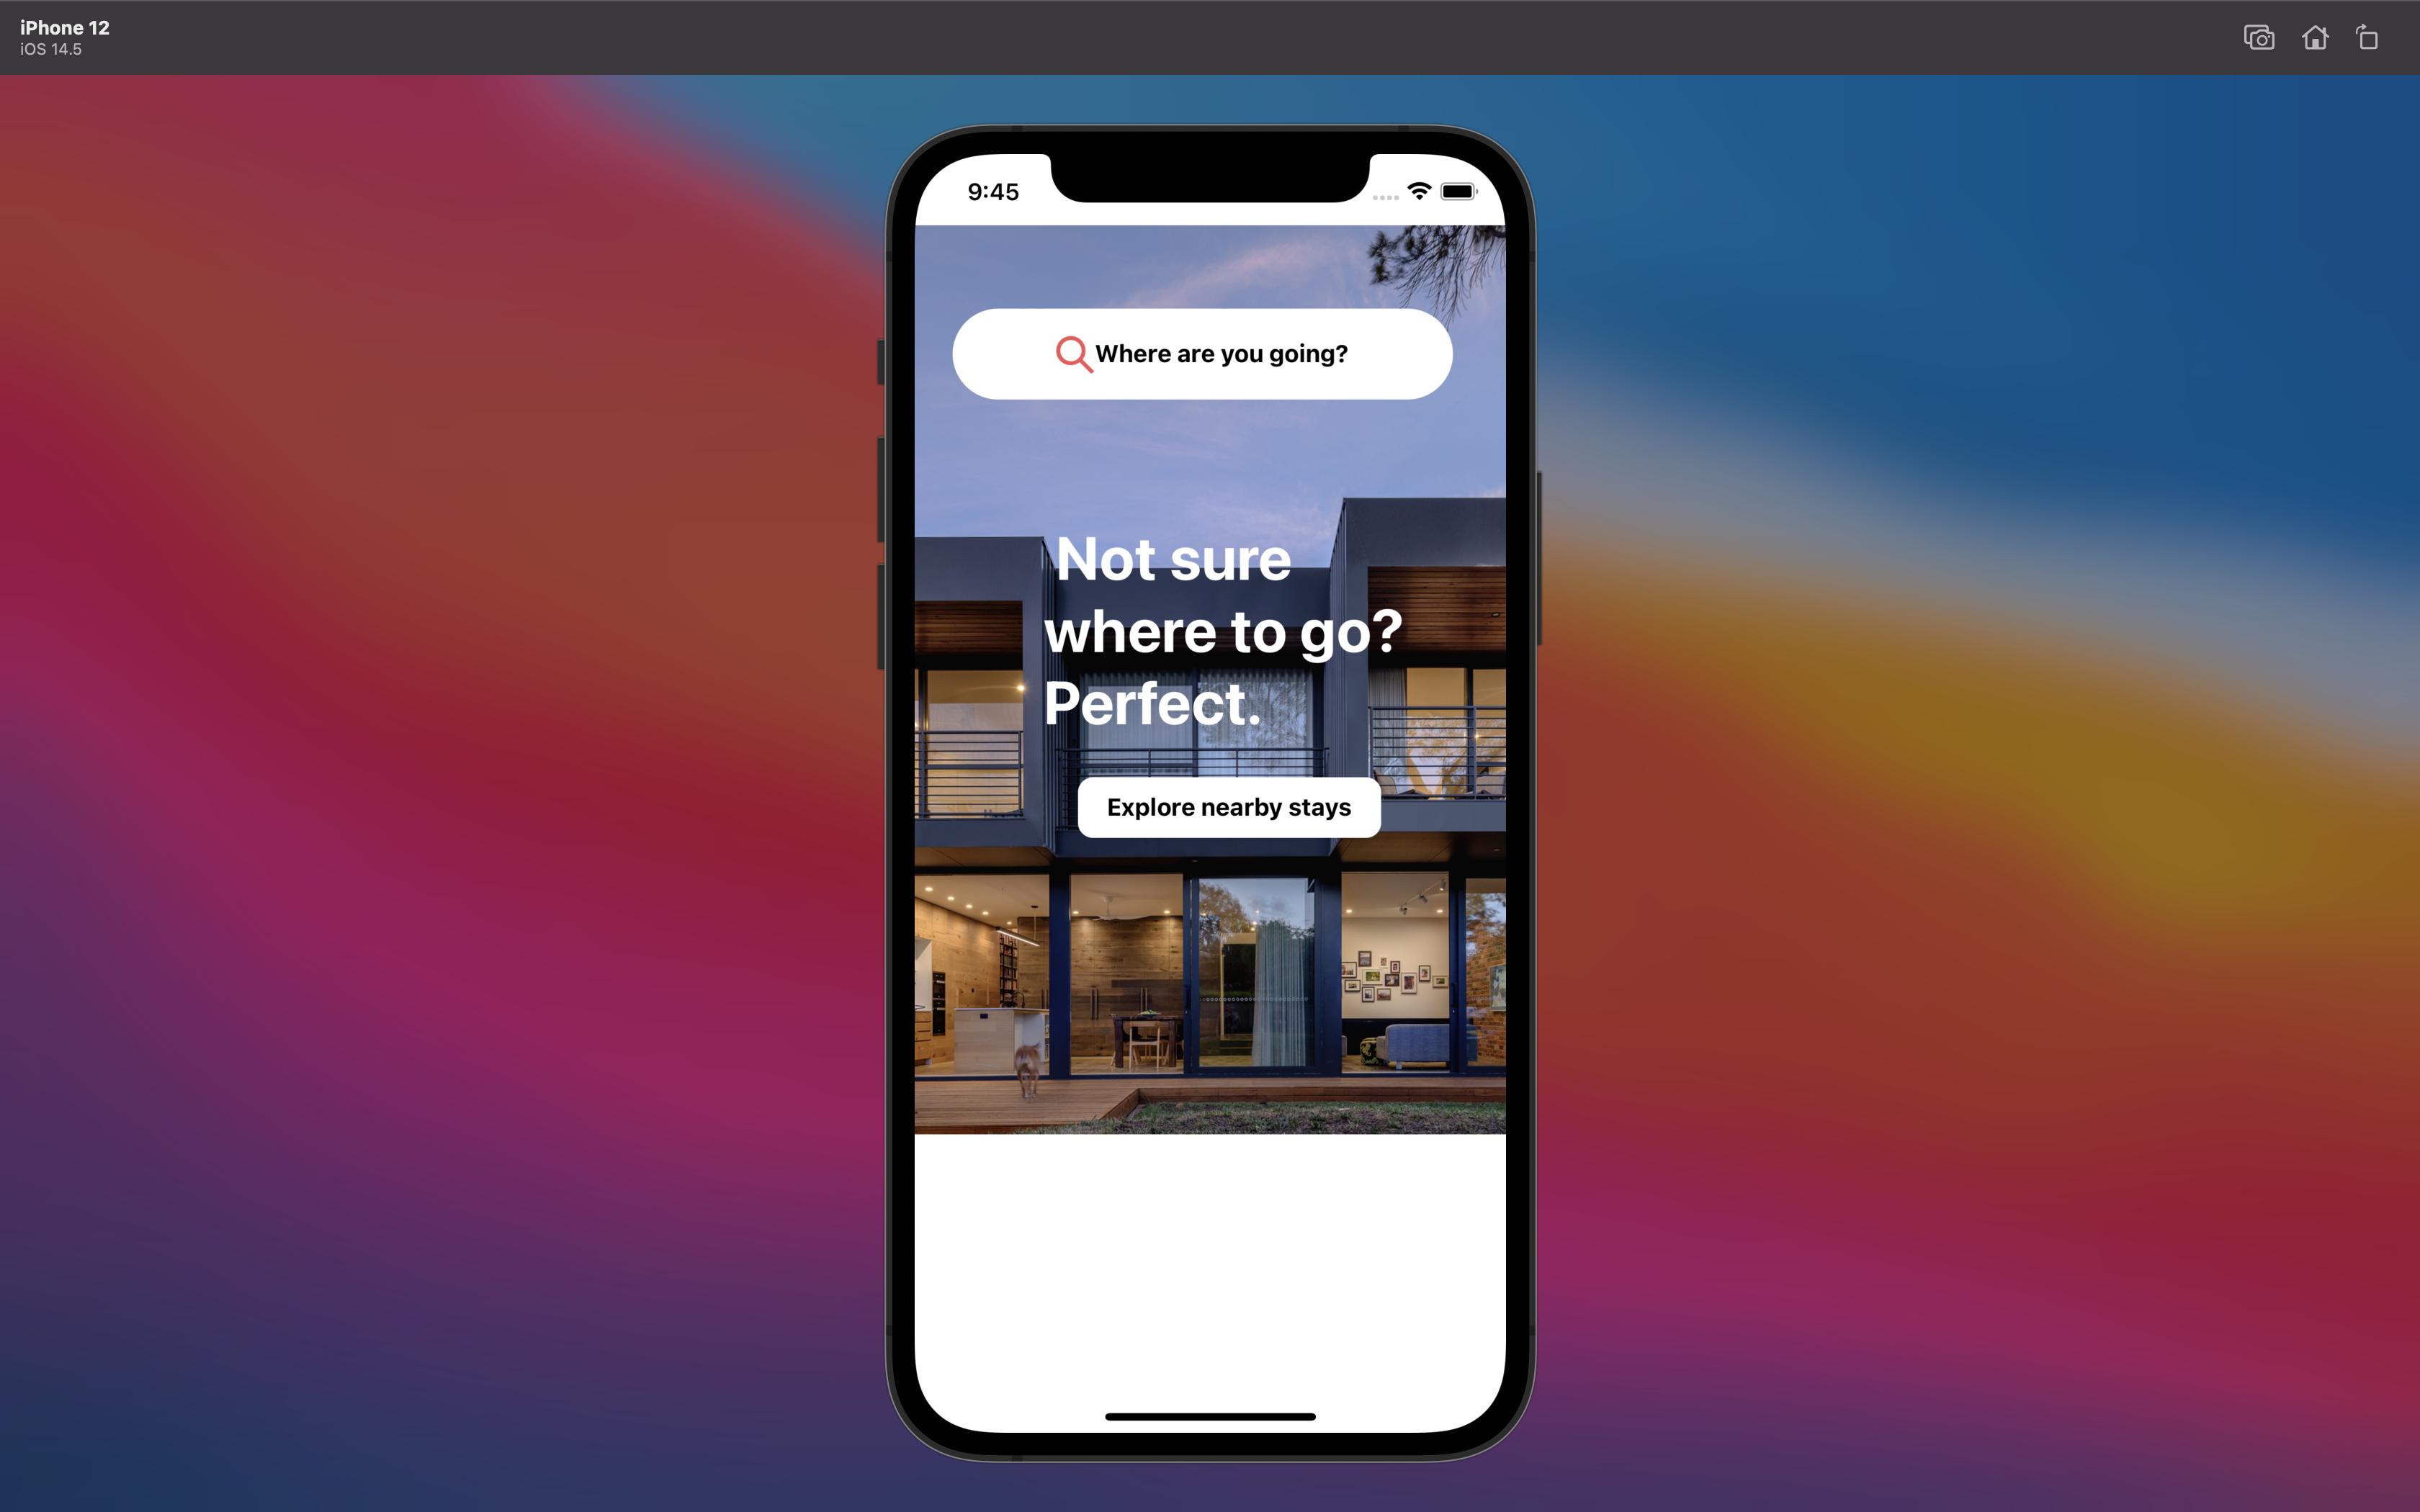 iPhone 12
iOS 14.5
9:45
Where are you going?
Not sure
where to go?
Perfect.
Explore nearby stays